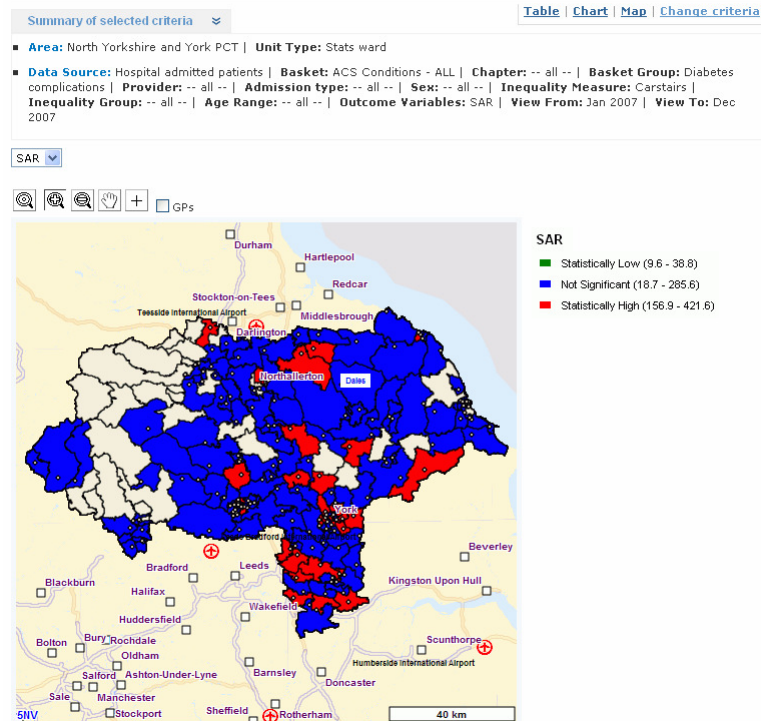 Summary of selected criteria
Table | Chart | Map | Change criteria
Area: North Yorkshire and York PCT | Unit Type: Stats ward
Data Source: Hospital admitted patients | Basket: ACS Conditions - ALL | Chapter: -- all -- | Basket Group: Diabetes
complications | Provider: -- all -- | Admission type: -- all -- | Sex: -- all -- | Inequality Measure: Carstairs |
Inequality Group: -- all -- | Age Range: -- all -- | Outcome Variables: SAR | View From: Jan 2007 | View To: Dec
2007
SAR
GPs
Durham
Hartlepool
Redcar
Stockton-on-Tees
Teesside International Airport
Middlesbrough
Darlington
Northallerton
Dales
York
Bradford
Leeds
Beverley
Blackburn
Halifax
Kingston Upon Hull
Wakefield
Huddersfield
Bolton
Bury
Rochdale
Scunthorpe
Oldham
Humberside International Airport
Salford
Ashton-Under-Lyne
Barnsley
Doncaster
Sale
Manchester
Stockport
Sheffield
Rotherham
5NV
40 km
SAR
Statistically Low (9.6 - 38.8)
Not Significant (18.7 - 285.6)
Statistically High (156.9 - 421.6)